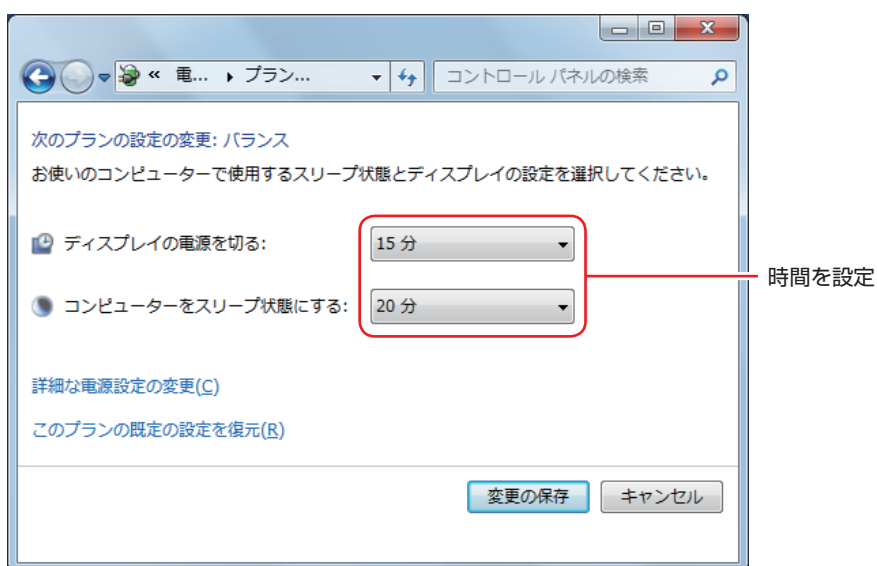 « 電... ▸ プラン...
コントロール パネルの検索
次のプランの設定の変更: バランス
お使いのコンピューターで使用するスリープ状態とディスプレイの設定を選択してください。
ディスプレイの電源を切る: 15 分
時間を設定
コンピューターをスリープ状態にする: 20 分
詳細な電源設定の変更(C)
このプランの既定の設定を復元(R)
変更の保存 キャンセル